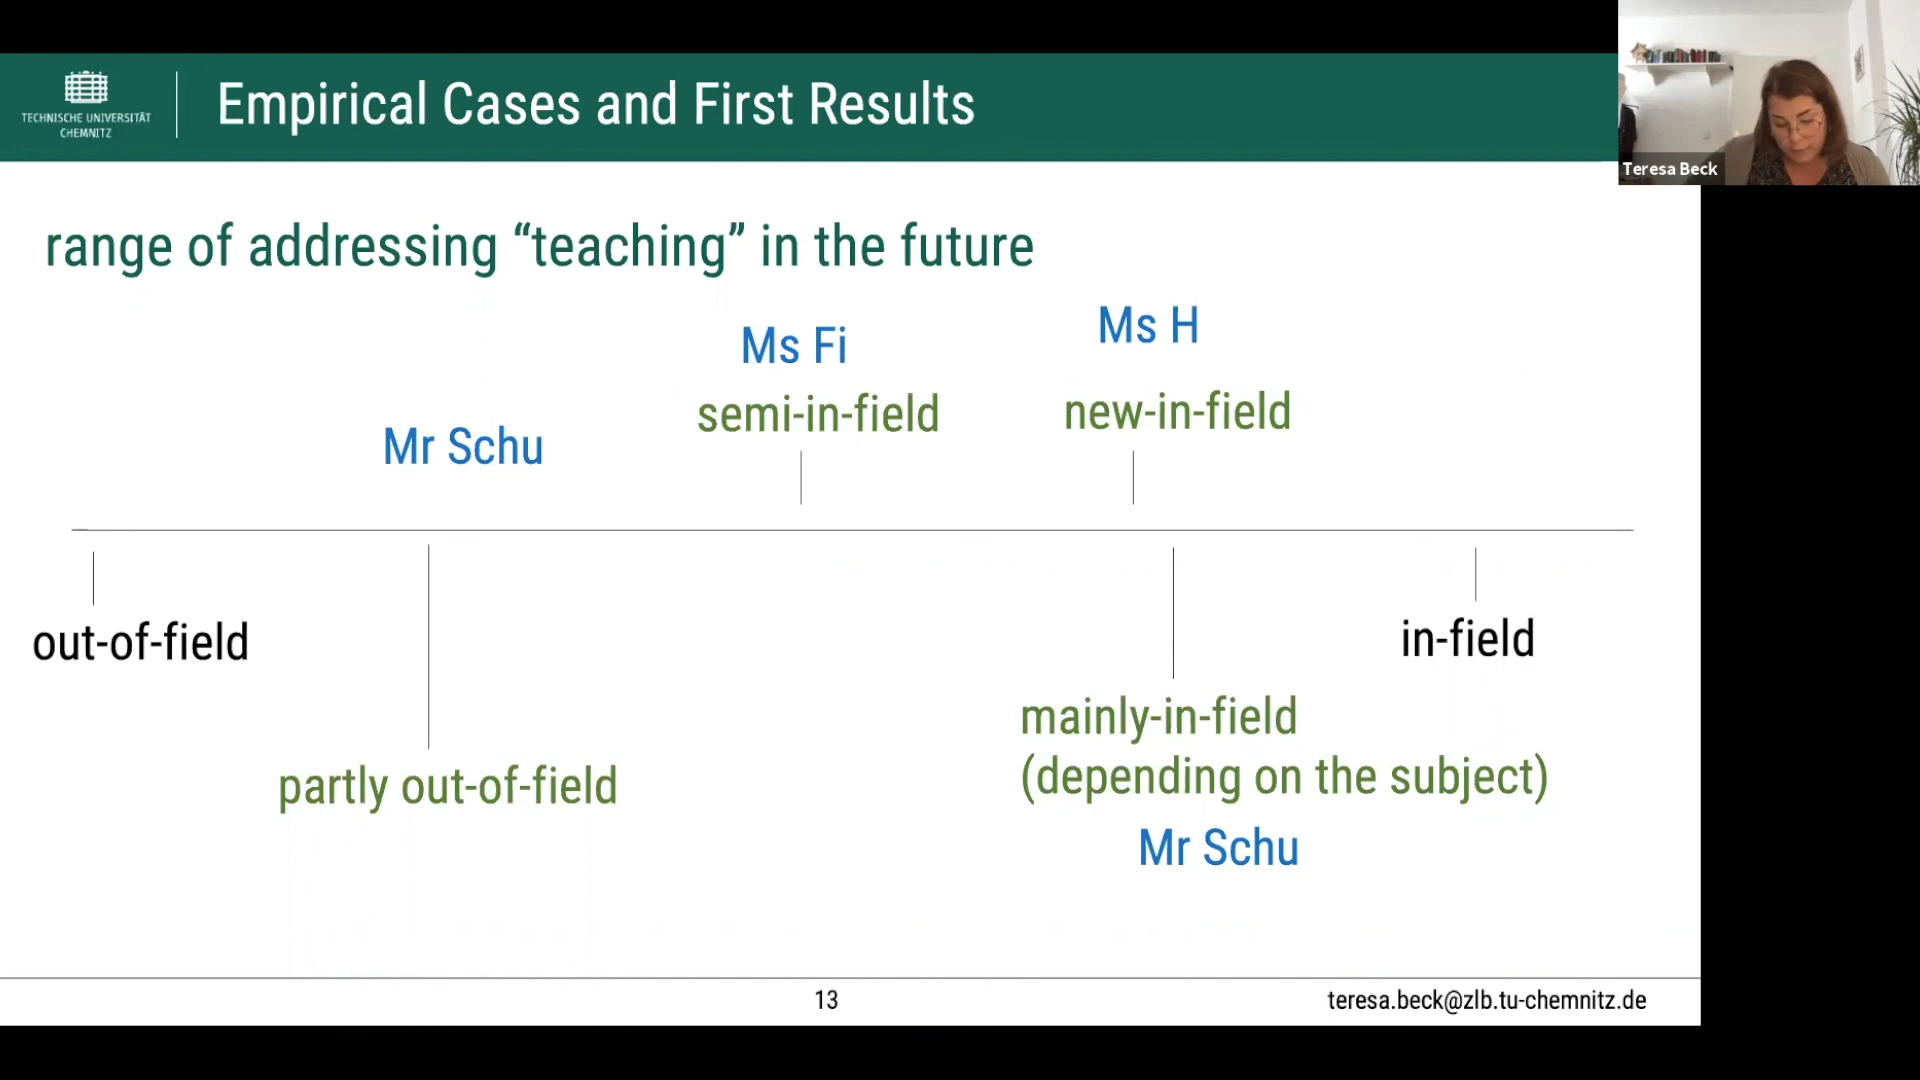 TECHNISCHE UNIVERSITÄT
CHEMNITZ
Empirical Cases and First Results
Teresa Beck
range of addressing “teaching” in the future
Ms Fi
Ms H
semi-in-field
new-in-field
Mr Schu
out-of-field
in-field
partly out-of-field
mainly-in-field
(depending on the subject)
Mr Schu
13
teresa.beck@zlb.tu-chemnitz.de